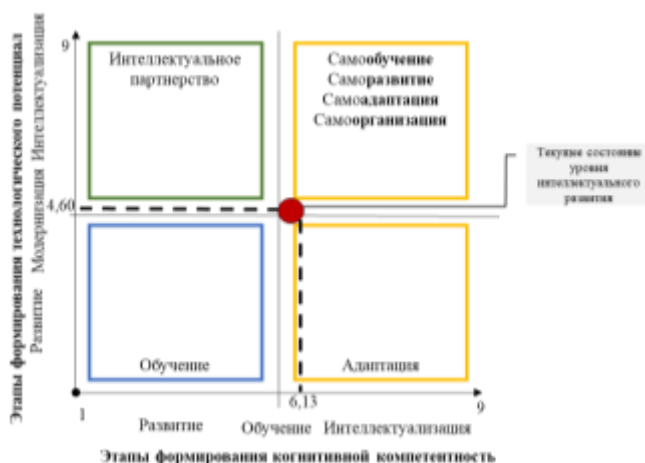 Этапы формирования технологического потенциал
Развитие Модернизация Интеллектуализация
9
4,60
Интеллектуальное
партнерство
Самообучение
Саморазвитие
Самоадаптация
Самоорганизация
Текущее состояние
уровня
интеллектуального
развития
Обучение
Адаптация
1
6,13
9
Развитие Обучение Интеллектуализация
Этапы формирования когнитивной компетентность